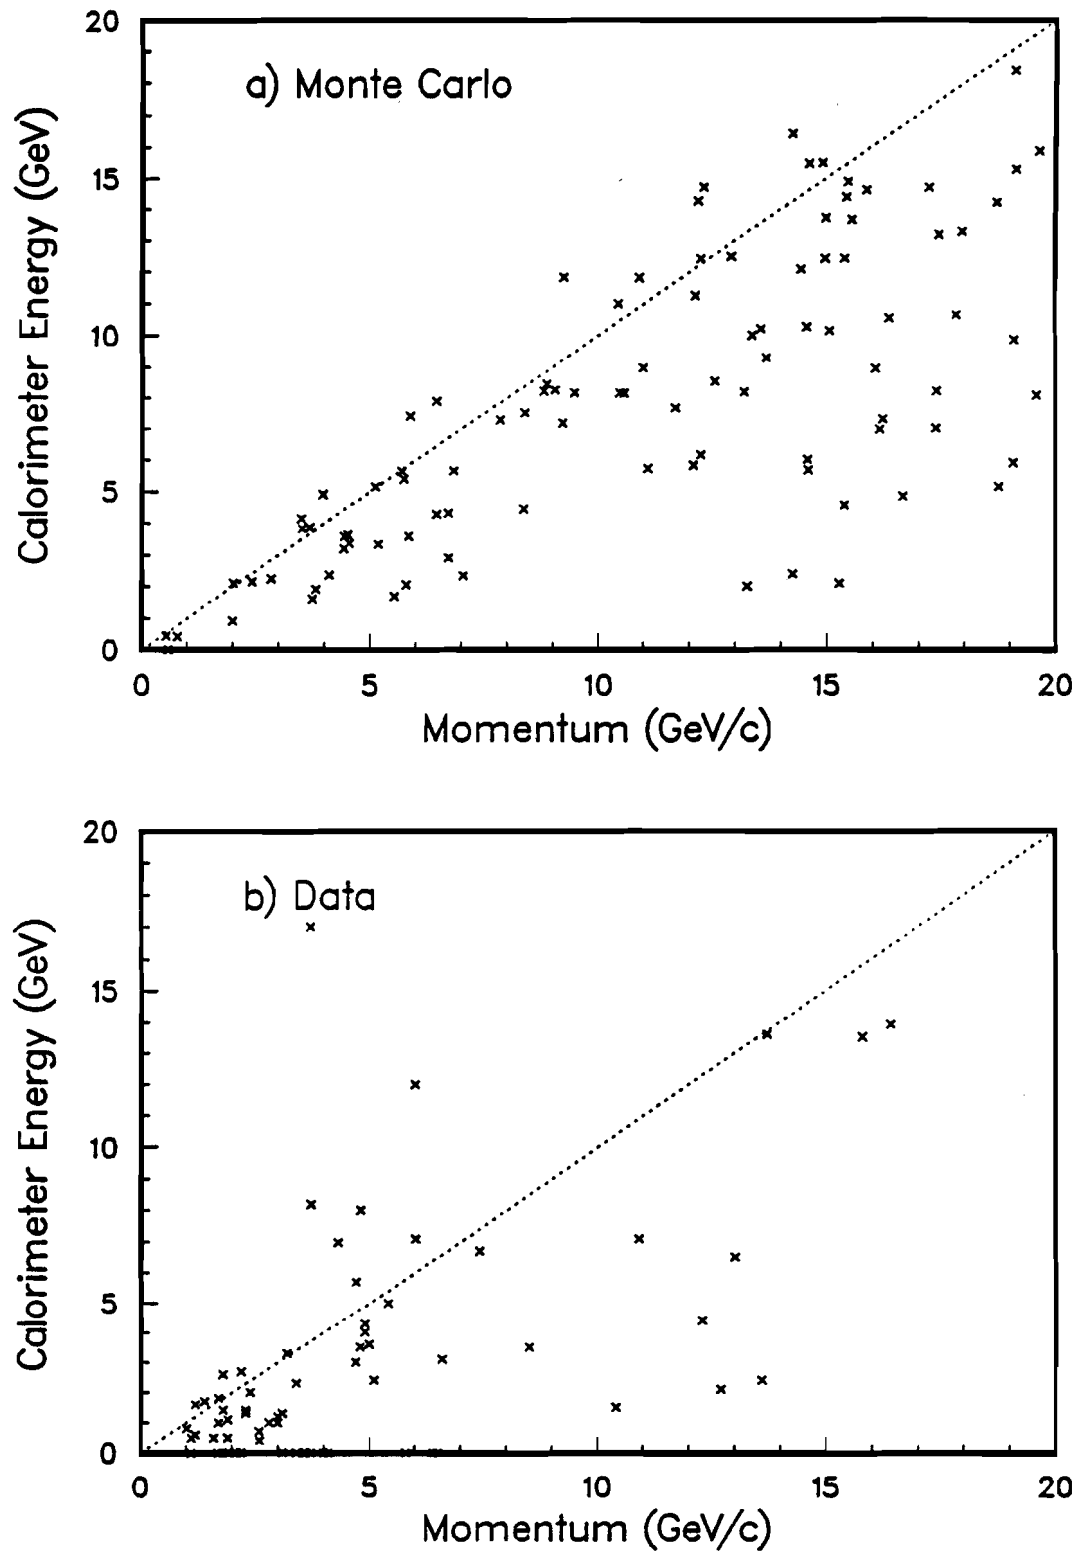 20
a) Monte Carlo
15
10
5
0
Calorimeter Energy (GeV)
0 5 10 15 20
Momentum (GeV/c)
20
b) Data
15
10
5
0
Calorimeter Energy (GeV)
0 5 10 15 20
Momentum (GeV/c)